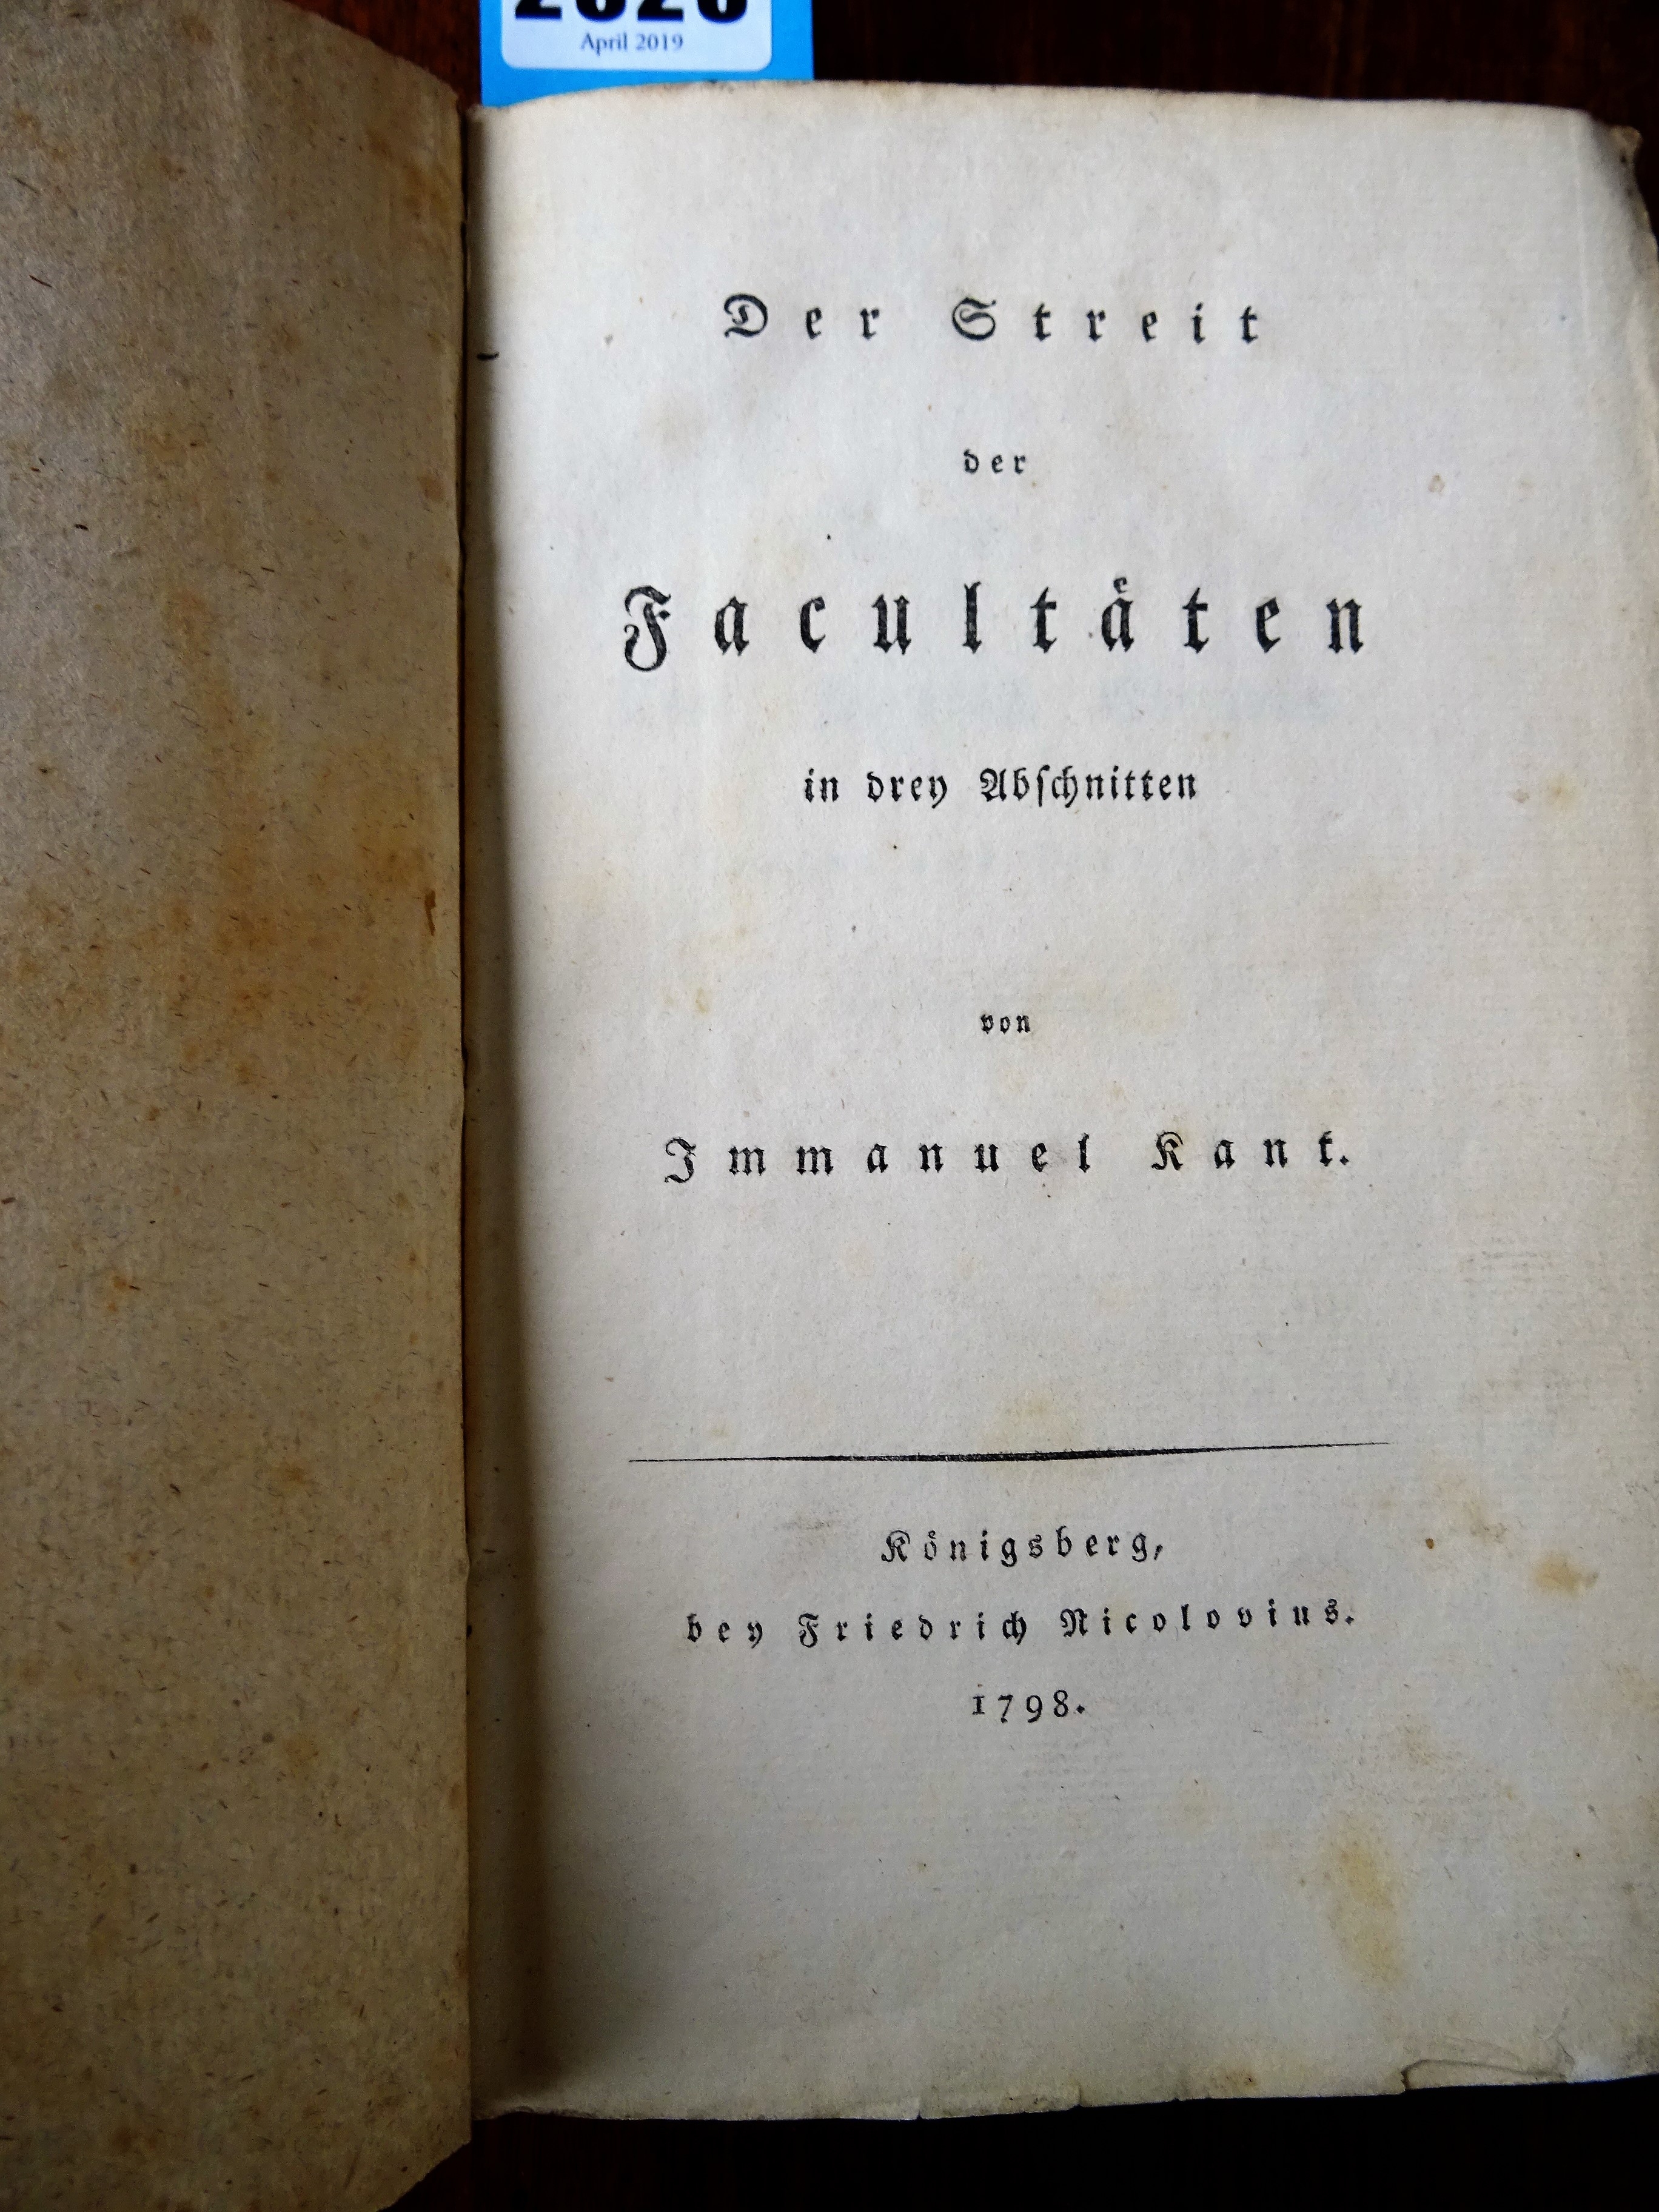 April 2019
Der Streit
der
Facultäten
in drey Abſchnitten
von
Immanuel Kant.
Königsberg,
bey Friedrich Nicolovius.
1798.